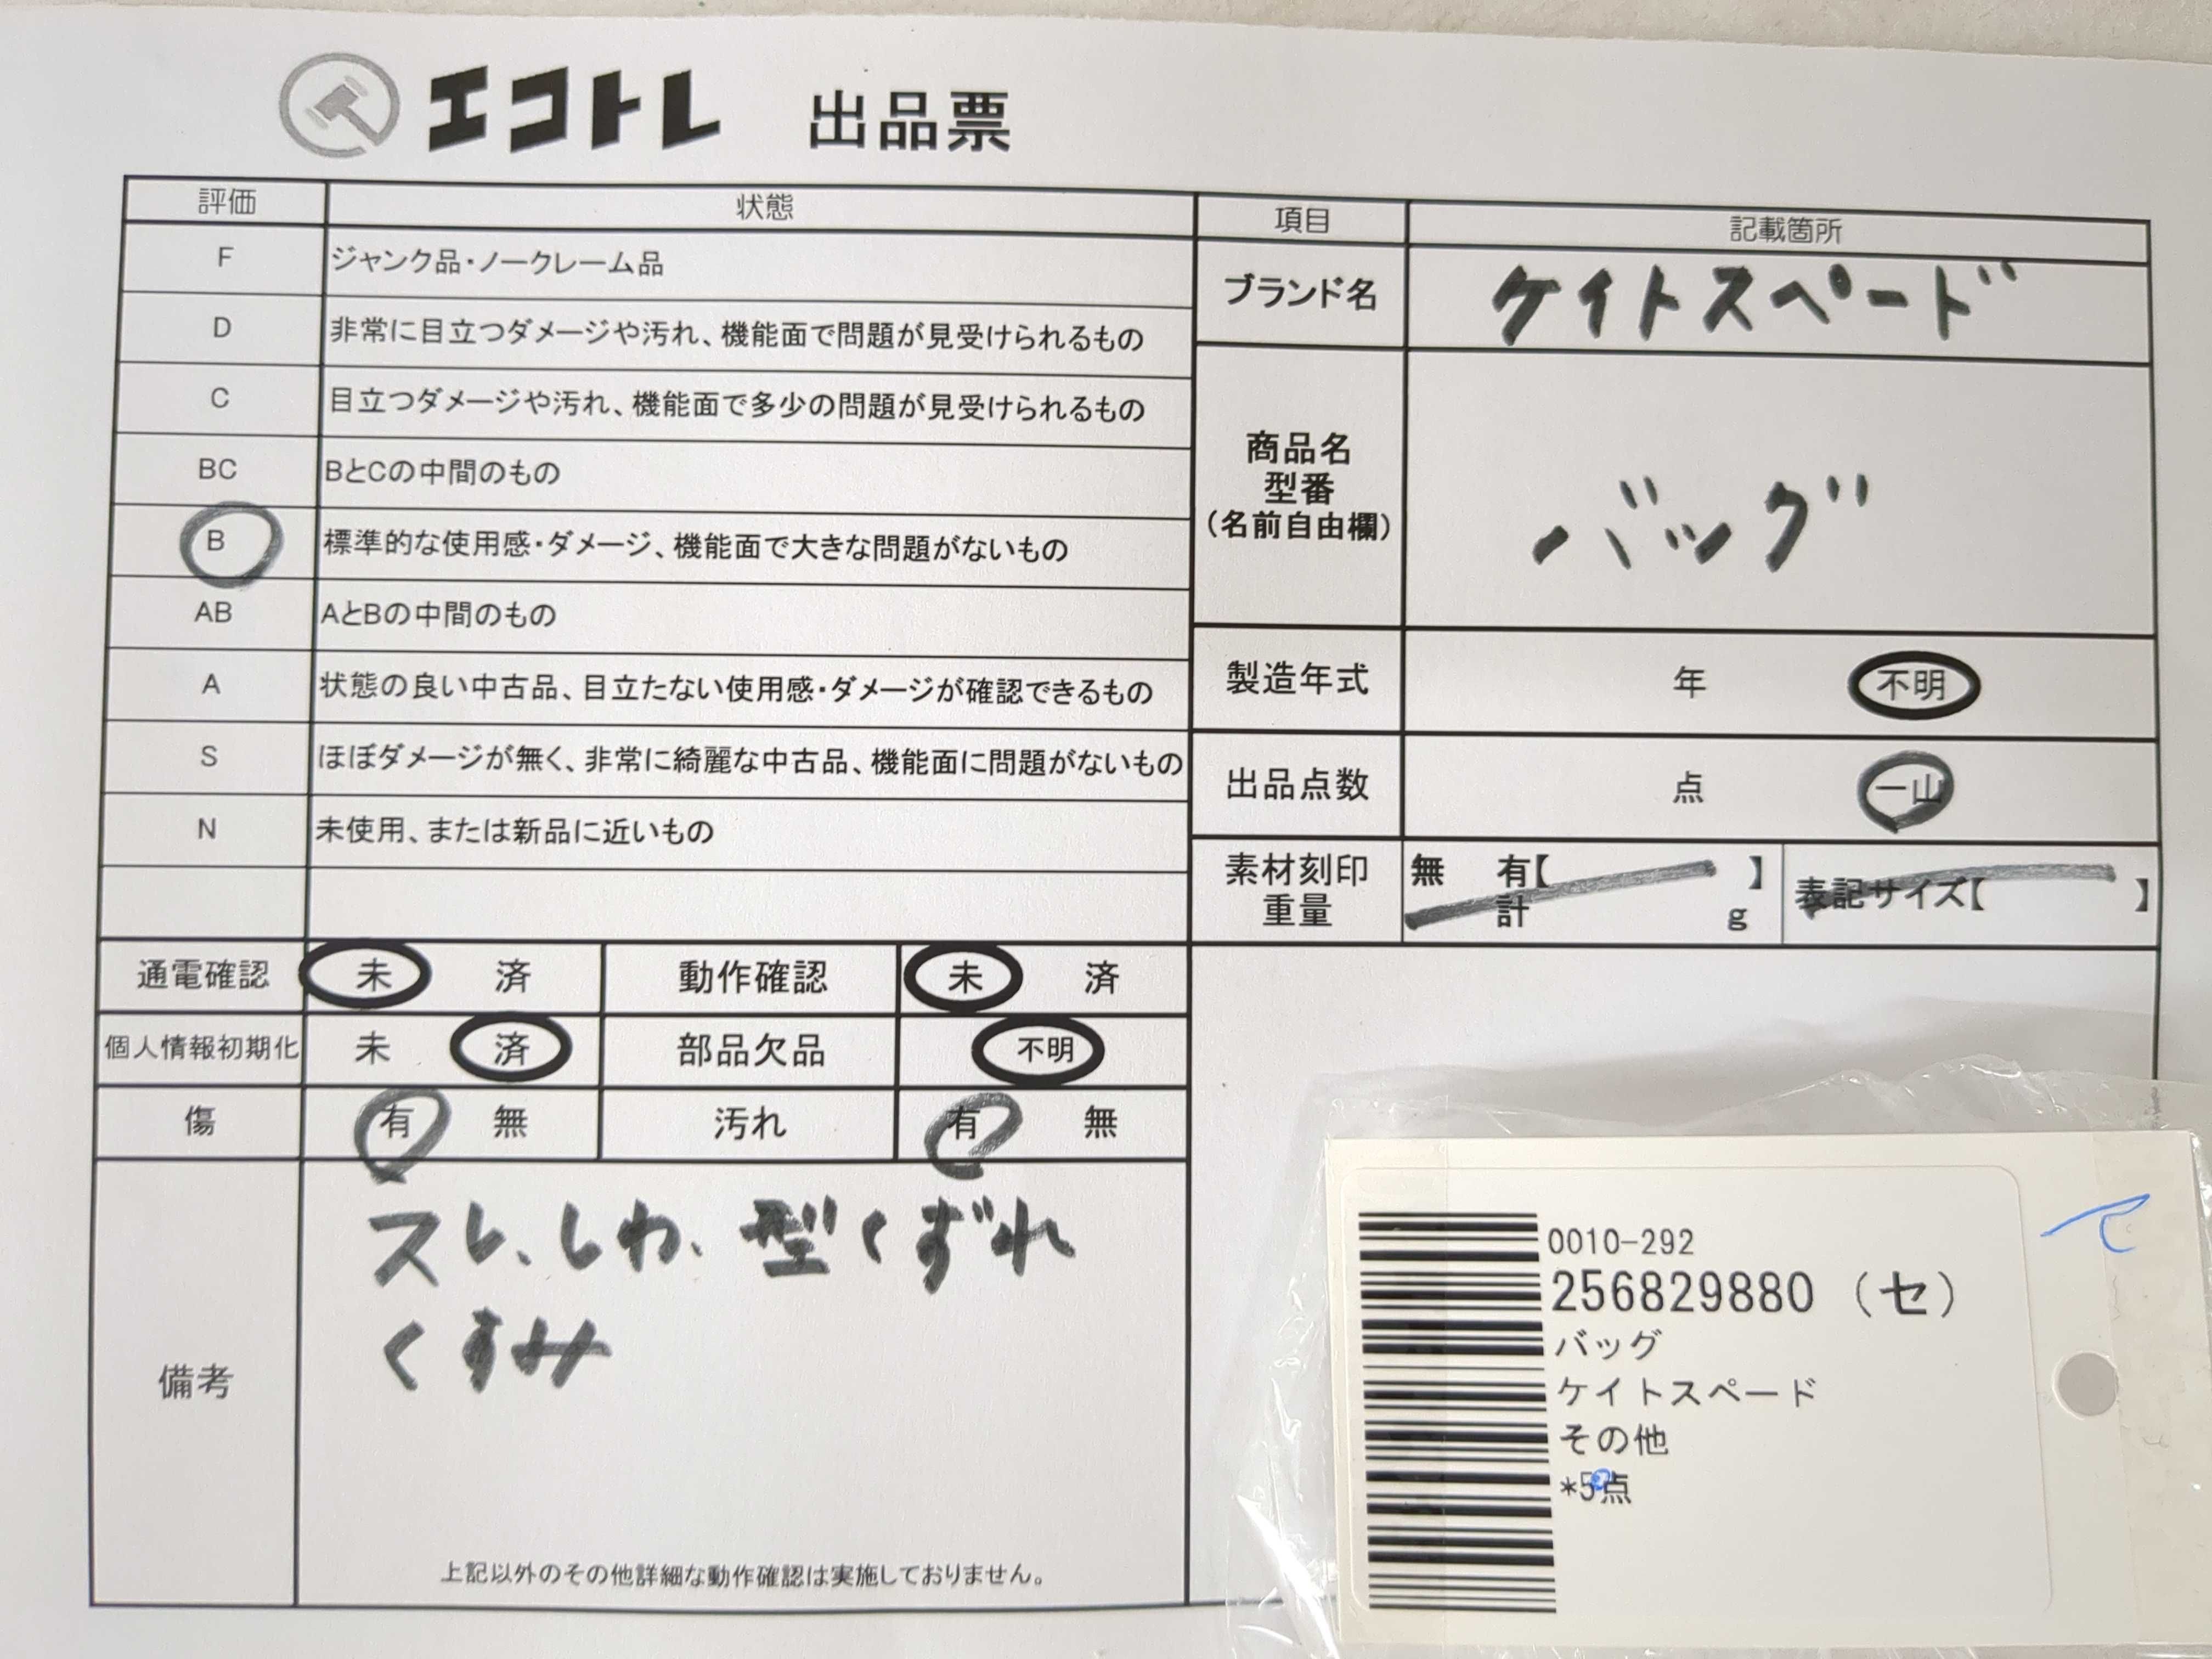 エコトレ 出品票
評価 状態
F ジャンク品・ノークレーム品
D 非常に目立つダメージや汚れ、機能面で問題が見受けられるもの
C 目立つダメージや汚れ、機能面で多少の問題が見受けられるもの
BC BとCの中間のもの
B 標準的な使用感・ダメージ、機能面で大きな問題がないもの
AB AとBの中間のもの
A 状態の良い中古品、目立たない使用感・ダメージが確認できるもの
S ほぼダメージが無く、非常に綺麗な中古品、機能面に問題がないもの
N 未使用、または新品に近いもの
項目 記載箇所
ブランド名 ケイトスペード
商品名
型番
(名前自由欄)
バッグ
製造年式 年 不明
出品点数 点 一山
素材刻印 無 有【 】
重量 計 g
表記サイズ【 】
通電確認 未 済 動作確認 未 済
個人情報初期化 未 済 部品欠品 不明
傷 有 無 汚れ 有 無
備考
スレ、しわ、型くずれ
くすみ
上記以外のその他詳細な動作確認は実施しておりません。
0010-292
256829880 (セ)
バッグ
ケイトスペード
その他
*5点